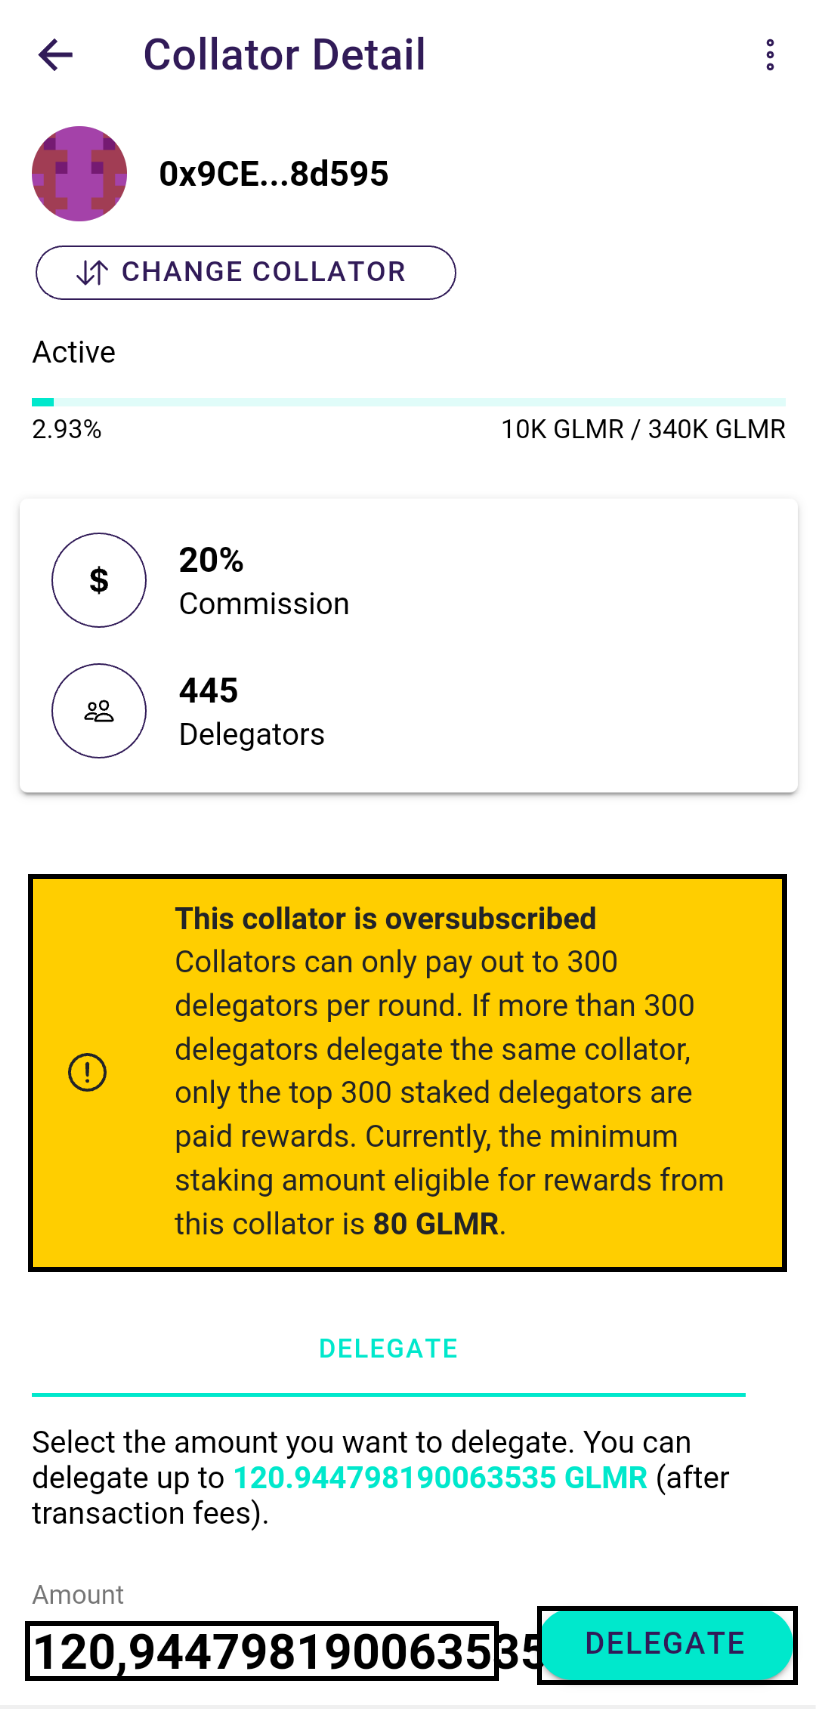 Collator Detail
0x9CE...8d595
CHANGE COLLATOR
Active
2.93%
10K GLMR / 340K GLMR
$
20%
Commission
445
Delegators
This collator is oversubscribed
Collators can only pay out to 300
delegators per round. If more than 300
delegators delegate the same collator,
only the top 300 staked delegators are
paid rewards. Currently, the minimum
staking amount eligible for rewards from
this collator is 80 GLMR.
DELEGATE
Select the amount you want to delegate. You can
delegate up to 120.944798190063535 GLMR (after
transaction fees).
Amount
120,944798190063535
DELEGATE